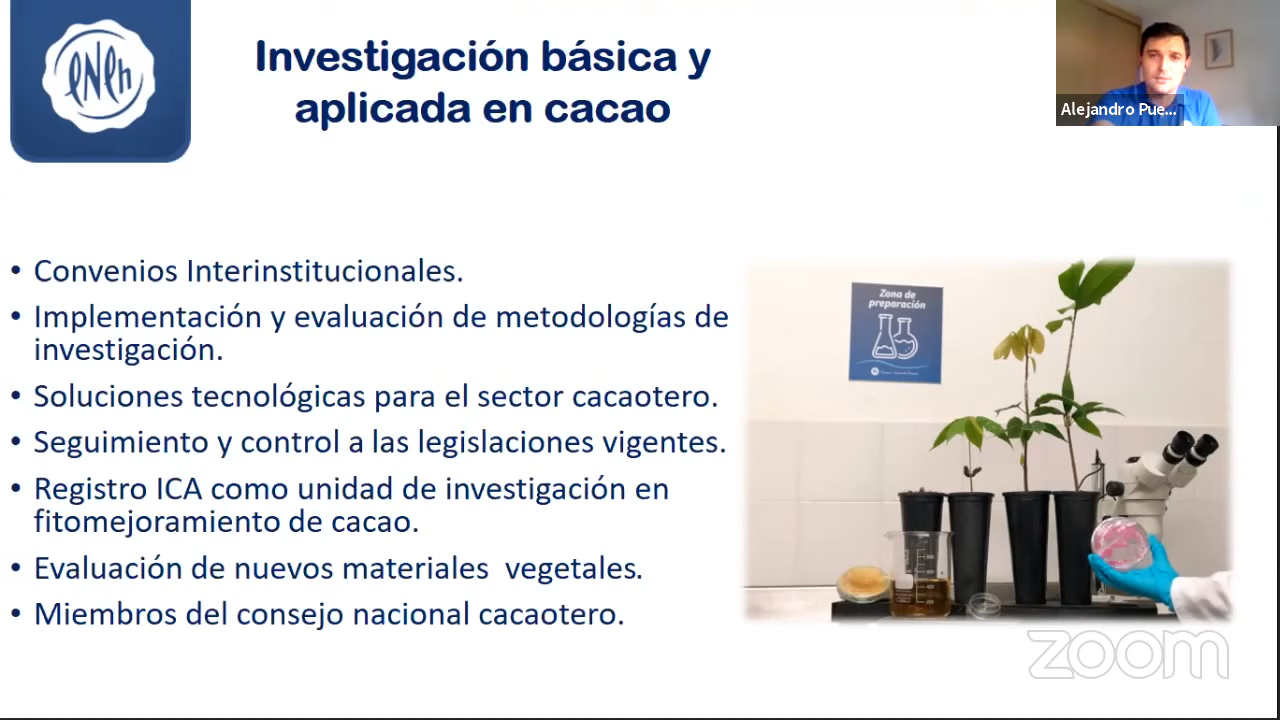 Investigación básica y
aplicada en cacao
Alejandro Pue...
• Convenios Interinstitucionales.
• Implementación y evaluación de metodologías de
investigación.
• Soluciones tecnológicas para el sector cacaotero.
• Seguimiento y control a las legislaciones vigentes.
• Registro ICA como unidad de investigación en
fitomejoramiento de cacao.
• Evaluación de nuevos materiales  vegetales.
• Miembros del consejo nacional cacaotero.
Zona de
preparación
zoom